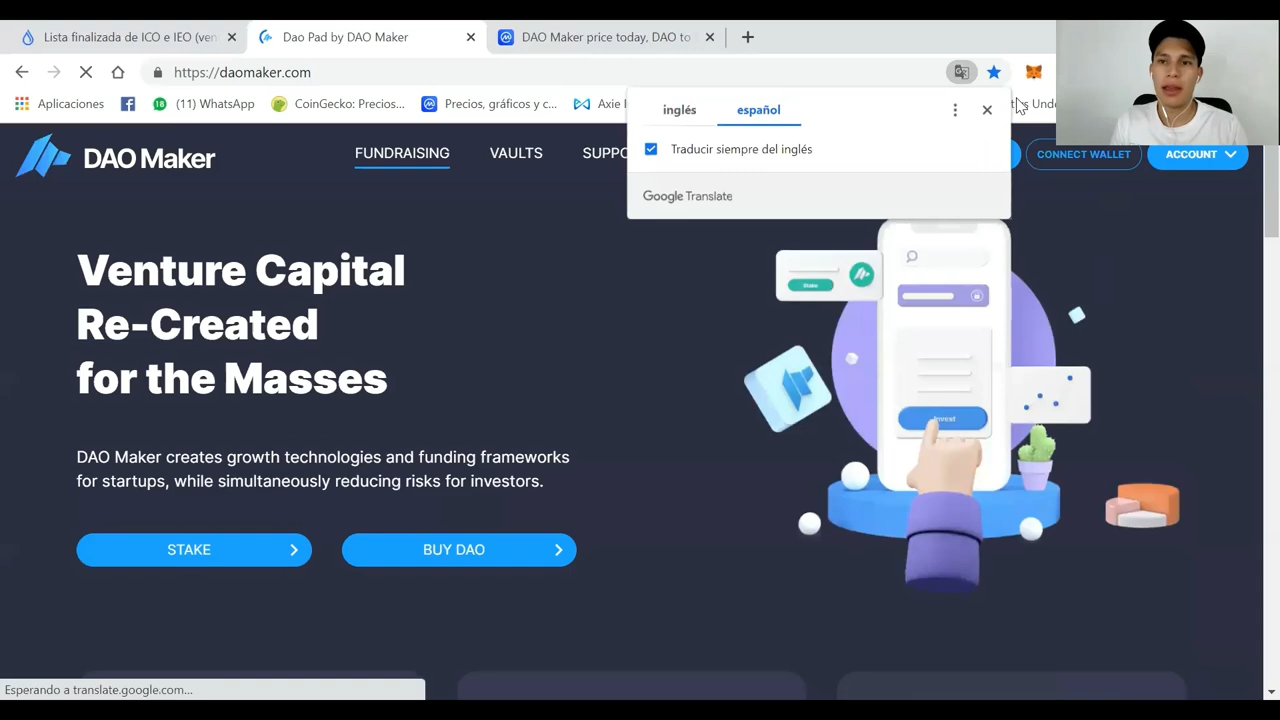 Lista finalizada de ICO e IEO (ven
Dao Pad by DAO Maker
DAO Maker price today, DAO to
https://daomaker.com
Aplicaciones
(11) WhatsApp
CoinGecko: Precios...
Precios, gráficos y c...
Axie
inglés
español
Traducir siempre del inglés
Google Translate
DAO Maker
FUNDRAISING
VAULTS
SUPPO
CONNECT WALLET
ACCOUNT
Venture Capital
Re-Created
for the Masses
DAO Maker creates growth technologies and funding frameworks
for startups, while simultaneously reducing risks for investors.
STAKE
BUY DAO
Stake
Invest
Esperando a translate.google.com...